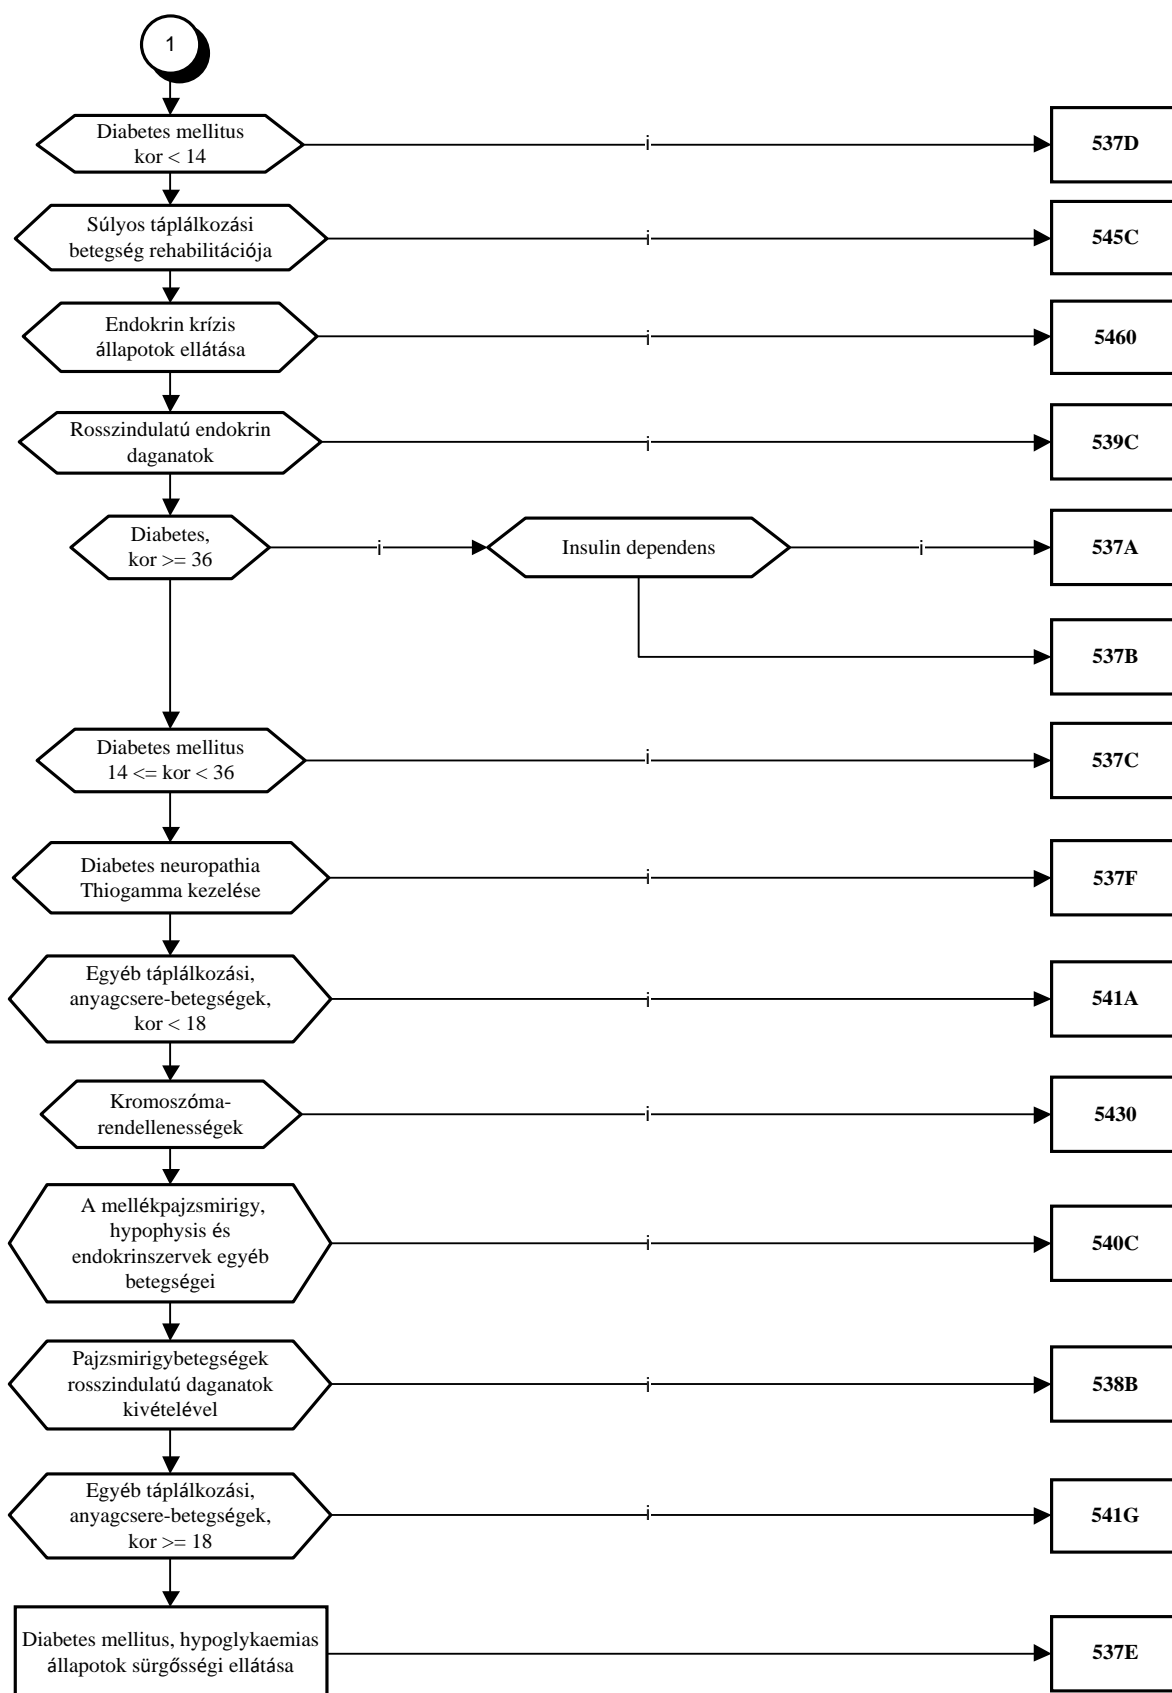 1
Diabetes mellitus
kor < 14
i
537D
Súlyos táplálkozási
betegség rehabilitációja
i
545C
Endokrin krízis
állapotok ellátása
i
5460
Rosszindulatú endokrin
daganatok
i
539C
Diabetes,
kor >= 36
i
Insulin dependens
i
537A
537B
Diabetes mellitus
14 <= kor < 36
i
537C
Diabetes neuropathia
Thiogamma kezelése
i
537F
Egyéb táplálkozási,
anyagcsere-betegségek,
kor < 18
i
541A
Kromoszóma-
rendellenességek
i
5430
A mellékpajzsmirigy,
hypophysis és
endokrinszervek egyéb
betegségei
i
540C
Pajzsmirigybetegségek
rosszindulatú daganatok
kivételével
i
538B
Egyéb táplálkozási,
anyagcsere-betegségek,
kor >= 18
i
541G
Diabetes mellitus, hypoglykaemias
állapotok sürgősségi ellátása
537E